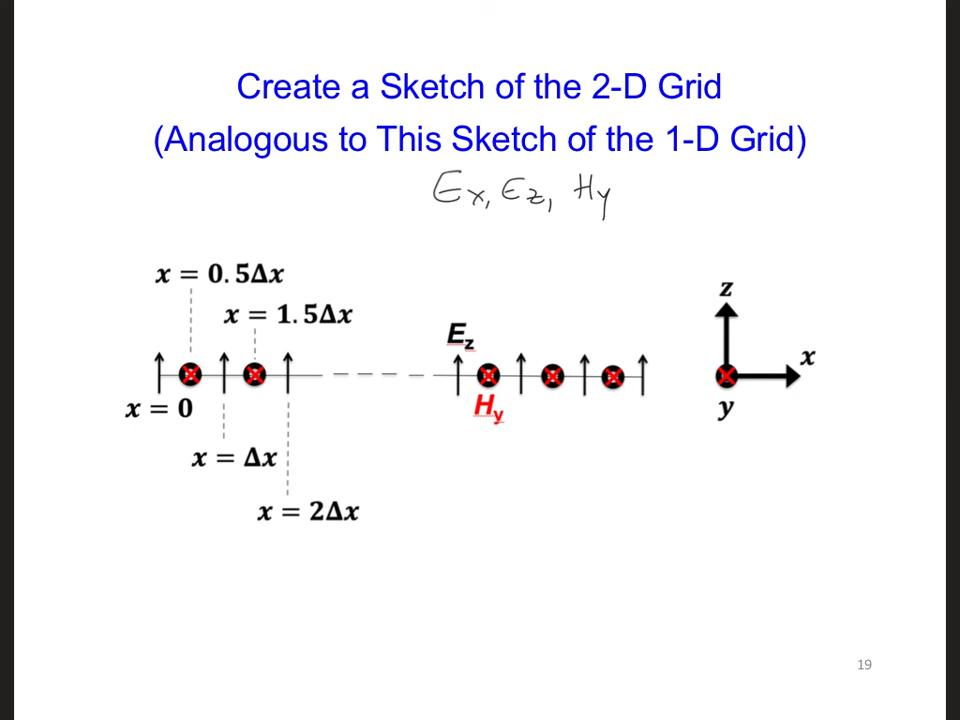 Create a Sketch of the 2-D Grid
(Analogous to This Sketch of the 1-D Grid)
Ex, Ez, Hy
x = 0.5Δx
x = 1.5Δx
x = 0
x = Δx
x = 2Δx
Ez
Hy
z
x
y
19